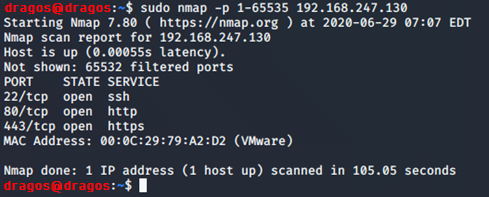 dragos@dragos:~$ sudo nmap -p 1-65535 192.168.247.130
Starting Nmap 7.80 ( https://nmap.org ) at 2020-06-29 07:07 EDT
Nmap scan report for 192.168.247.130
Host is up (0.00055s latency).
Not shown: 65532 filtered ports
PORT    STATE SERVICE
22/tcp  open  ssh
80/tcp  open  http
443/tcp open  https
MAC Address: 00:0C:29:79:A2:D2 (VMware)
Nmap done: 1 IP address (1 host up) scanned in 105.05 seconds
dragos@dragos:~$